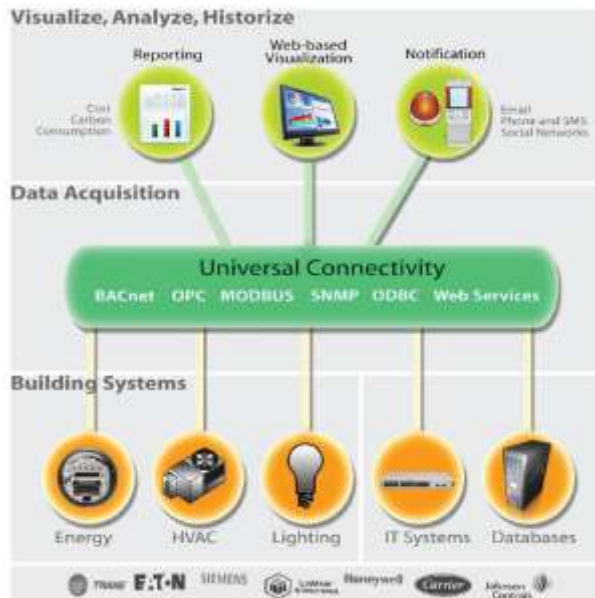 Visualize, Analyze, Historize
Reporting
Web-based
Visualization
Notification
Cost
Carbon
Consumption
Email
Phone and SMS
Social Networks
Data Acquisition
Universal Connectivity
BACnet OPC MODBUS SNMP ODBC Web Services
Building Systems
Energy HVAC Lighting IT Systems Databases
TRANE EATON SIEMENS Honeywell Carrier Johnson
Controls